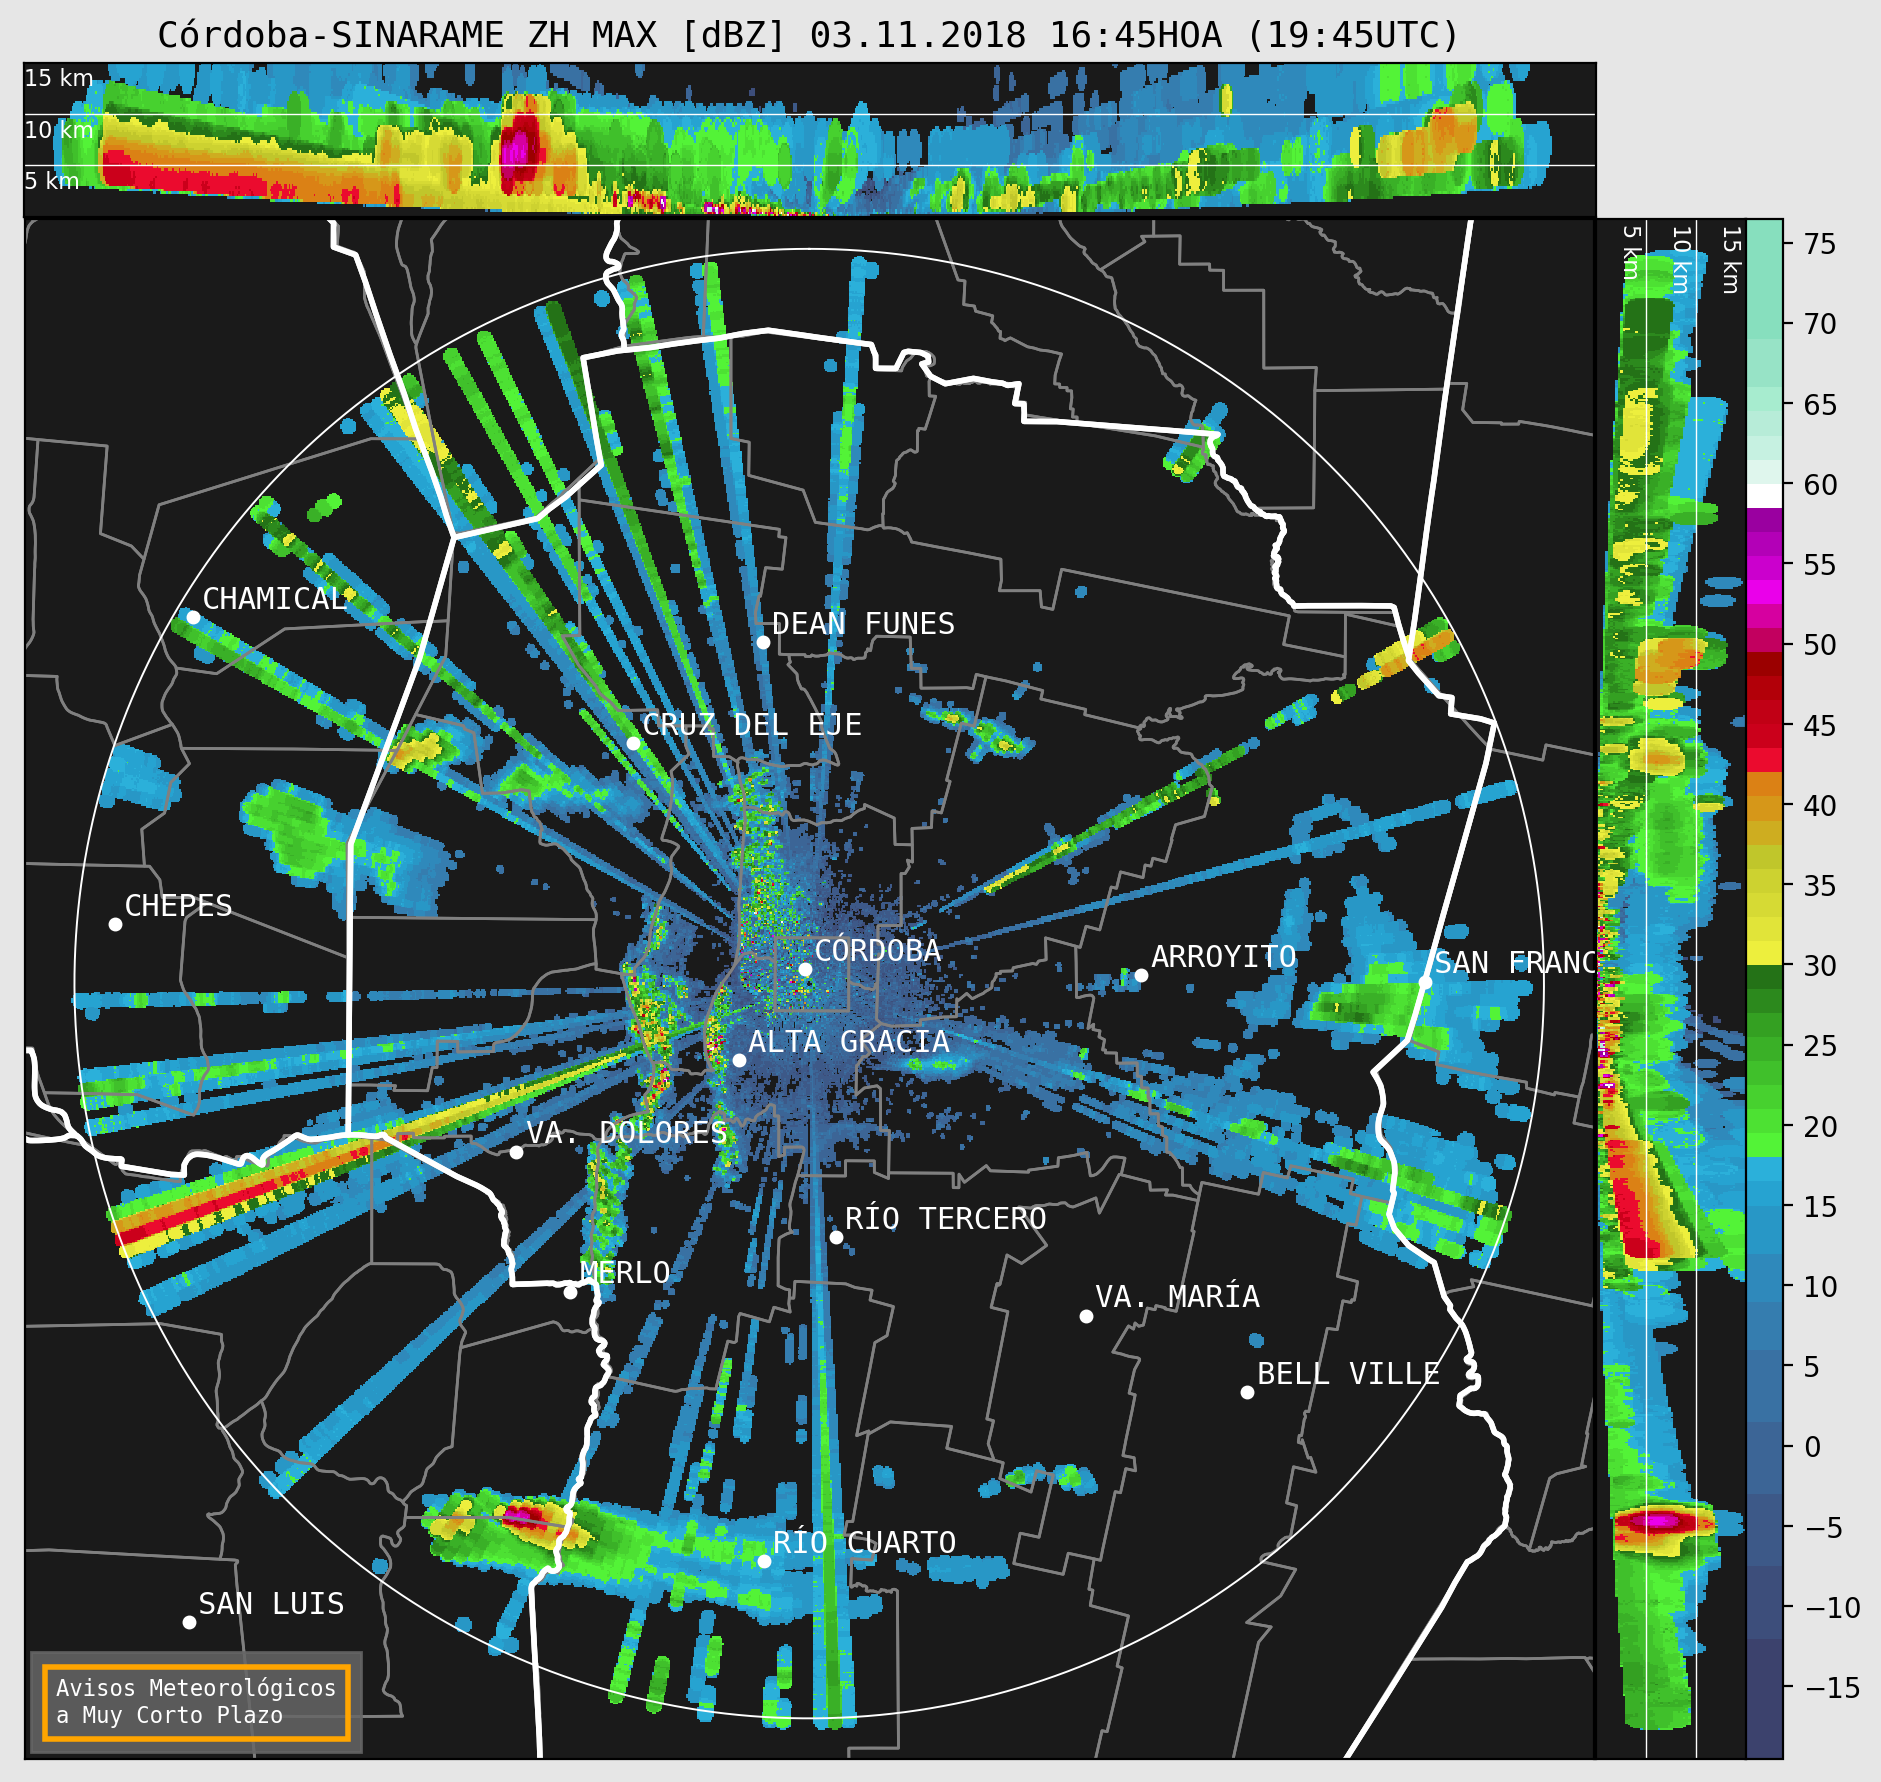 Córdoba-SINARAME ZH MAX [dBZ] 03.11.2018 16:45HOA (19:45UTC)
15 km
10 km
5 km
5 km
10 km
15 km
75
70
65
60
55
50
45
40
35
30
25
20
15
10
5
0
−5
−10
−15
CHAMICAL
DEAN FUNES
CRUZ DEL EJE
CHEPES
CÓRDOBA
ARROYITO
SAN FRANC
ALTA GRACIA
VA. DOLORES
RÍO TERCERO
MERLO
VA. MARÍA
BELL VILLE
RÍO CUARTO
SAN LUIS
Avisos Meteorológicos
a Muy Corto Plazo